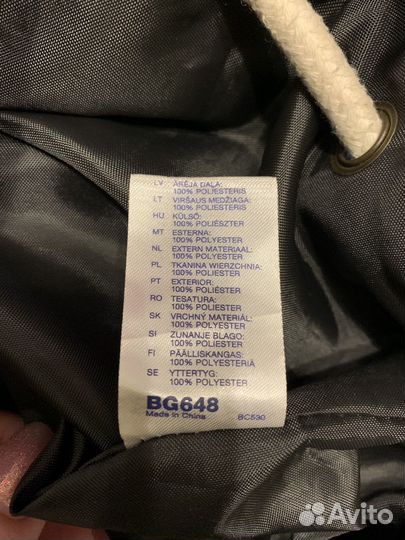 LV ĀRĒJĀ DAĻA:
100% POLIESTERIS
LT VIRŠAUS MEDŽIAGA:
100% POLIESTERIS
HU KÜLSŐ:
100% POLIÉSZTER
MT ESTERNA:
100% POLYESTER
NL EXTERN MATERIAAL:
100% POLYESTER
PL TKANINA WIERZCHNIA:
100% POLYESTER
PT EXTERIOR:
100% POLIÉSTER
RO TESATURA:
100% POLYESTER
SK VRCHNÝ MATERIÁL:
100% POLYESTER
SI ZUNANJE BLAGO:
100% POLIESTER
FI PÄÄLLISKANGAS:
100% POLYESTERIÄ
SE YTTERTYG:
100% POLYESTER
BG648
Made in China BC530
Avito